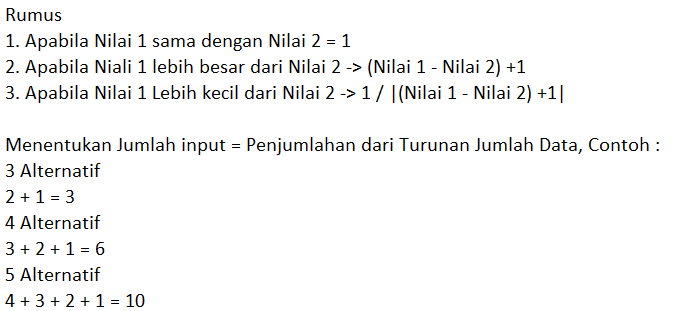 Rumus
1. Apabila Nilai 1 sama dengan Nilai 2 = 1
2. Apabila Niali 1 lebih besar dari Nilai 2 -> (Nilai 1 - Nilai 2) +1
3. Apabila Nilai 1 Lebih kecil dari Nilai 2 -> 1 / |(Nilai 1 - Nilai 2) +1|
Menentukan Jumlah input = Penjumlahan dari Turunan Jumlah Data, Contoh :
3 Alternatif
2 + 1 = 3
4 Alternatif
3 + 2 + 1 = 6
5 Alternatif
4 + 3 + 2 + 1 = 10